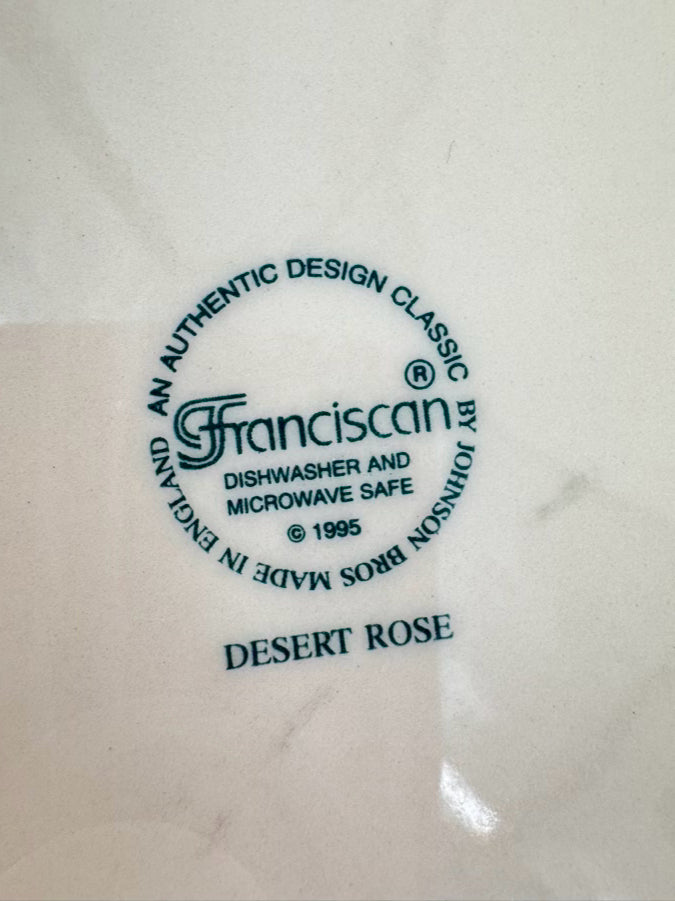 AN AUTHENTIC DESIGN CLASSIC BY JOHNSON BROS MADE IN ENGLAND
Franciscan®
DISHWASHER AND
MICROWAVE SAFE
© 1995
DESERT ROSE